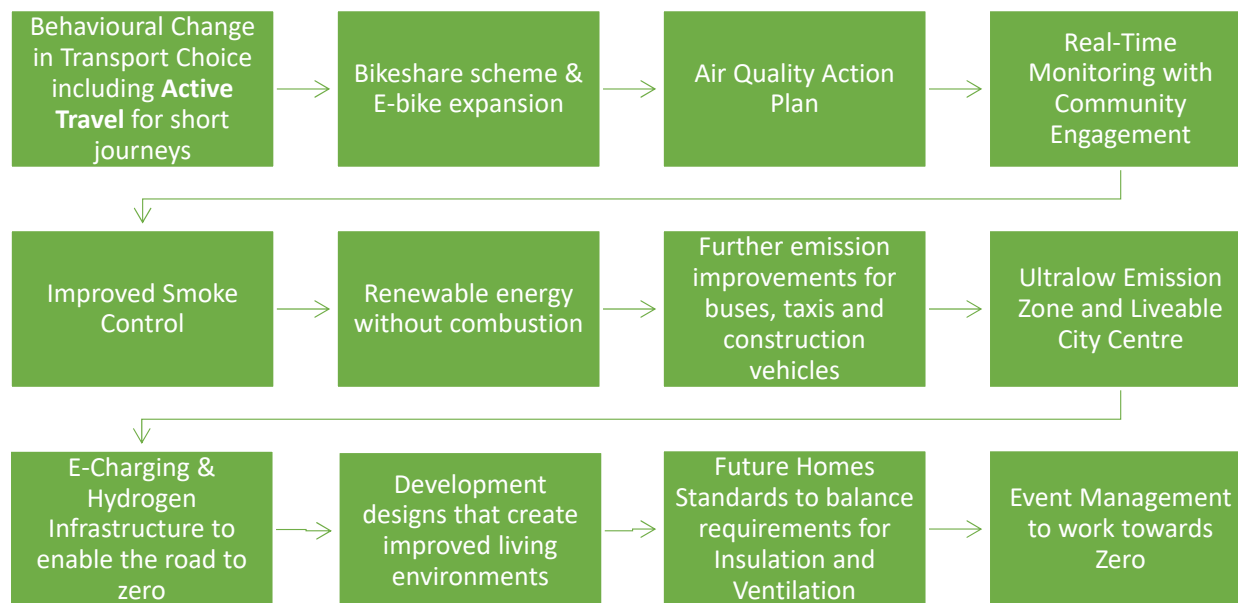 Behavioural Change
in Transport Choice
including Active
Travel for short
journeys
Bikeshare scheme &
E-bike expansion
Air Quality Action
Plan
Real-Time
Monitoring with
Community
Engagement
Improved Smoke
Control
Renewable energy
without combustion
Further emission
improvements for
buses, taxis and
construction
vehicles
Ultralow Emission
Zone and Liveable
City Centre
E-Charging &
Hydrogen
Infrastructure to
enable the road to
zero
Development
designs that create
improved living
environments
Future Homes
Standards to balance
requirements for
Insulation and
Ventilation
Event Management
to work towards
Zero